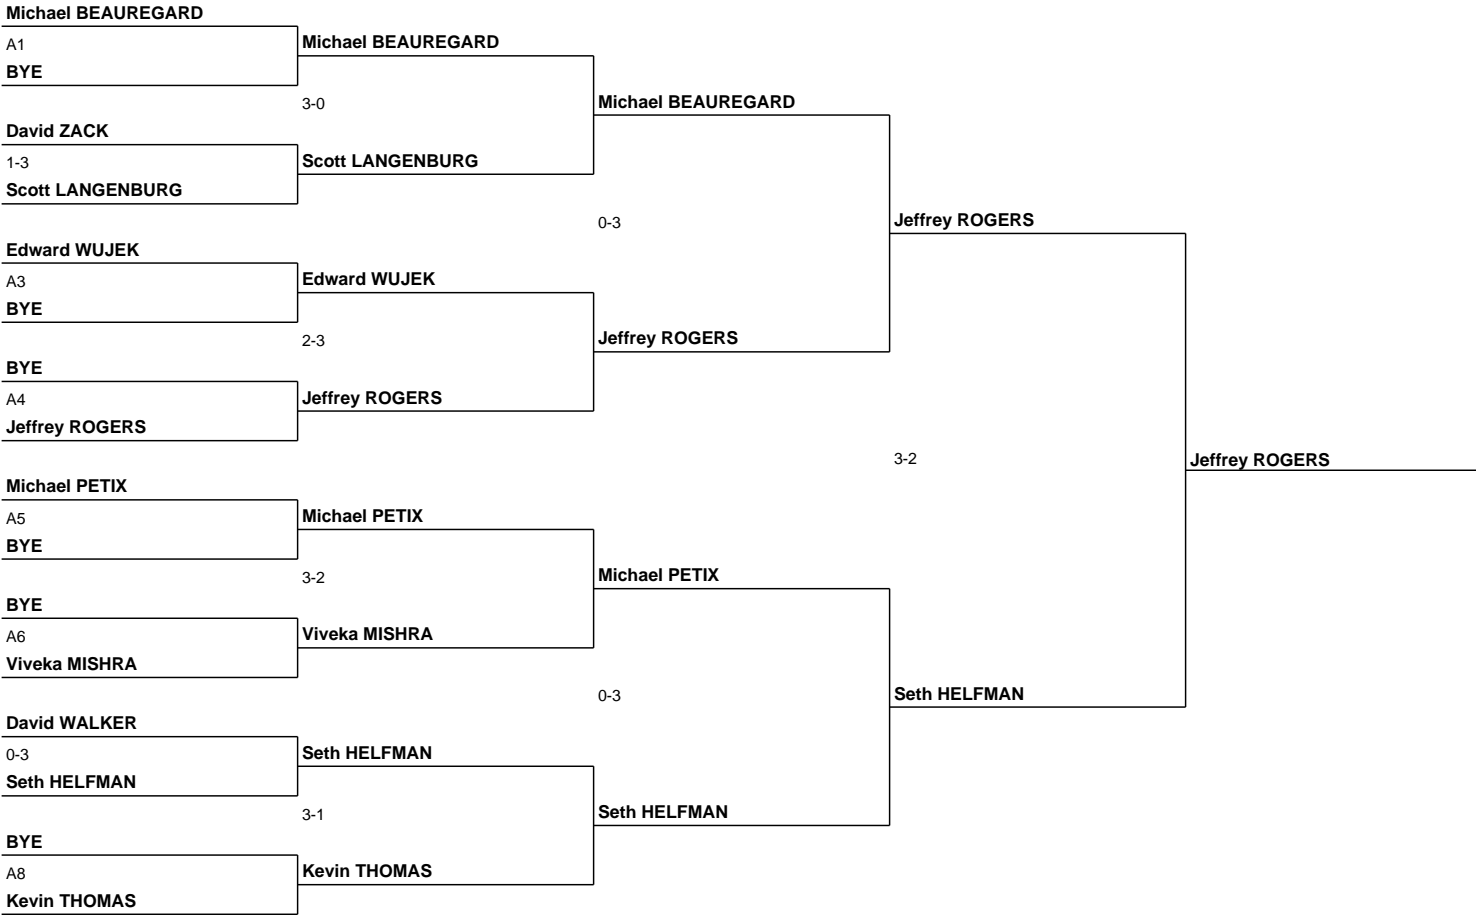 Michael BEAUREGARD
A1
BYE
David ZACK
1-3
Scott LANGENBURG
Edward WUJEK
A3
BYE
BYE
A4
Jeffrey ROGERS
Michael PETIX
A5
BYE
BYE
A6
Viveka MISHRA
David WALKER
0-3
Seth HELFMAN
BYE
A8
Kevin THOMAS
Michael BEAUREGARD
3-0
Scott LANGENBURG
Edward WUJEK
2-3
Jeffrey ROGERS
Michael PETIX
3-2
Viveka MISHRA
Seth HELFMAN
3-1
Kevin THOMAS
Michael BEAUREGARD
0-3
Jeffrey ROGERS
Michael PETIX
0-3
Seth HELFMAN
Jeffrey ROGERS
3-2
Seth HELFMAN
Jeffrey ROGERS